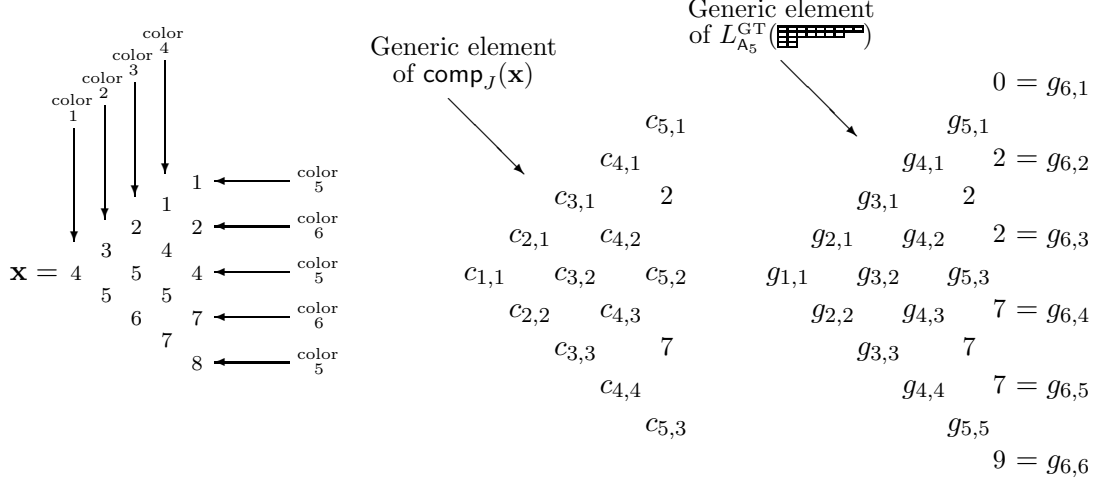 Generic element
of L^{GT}_{A_5}( )
color
4
color
3
color
2
color
1
Generic element
of comp_J(x)
0 = g_{6,1}
c_{5,1} g_{5,1}
c_{4,1} g_{4,1} 2 = g_{6,2}
1 color
5
c_{3,1} 2 g_{3,1} 2
1
2 2 color
6
c_{2,1} c_{4,2} g_{2,1} g_{4,2} 2 = g_{6,3}
3 4
x = 4 5 4 color
5
c_{1,1} c_{3,2} c_{5,2} g_{1,1} g_{3,2} g_{5,3}
5 5
6 7 color
6
c_{2,2} c_{4,3} g_{2,2} g_{4,3} 7 = g_{6,4}
7
c_{3,3} 7 g_{3,3} 7
8 color
5
c_{4,4} g_{4,4} 7 = g_{6,5}
c_{5,3} g_{5,5}
9 = g_{6,6}